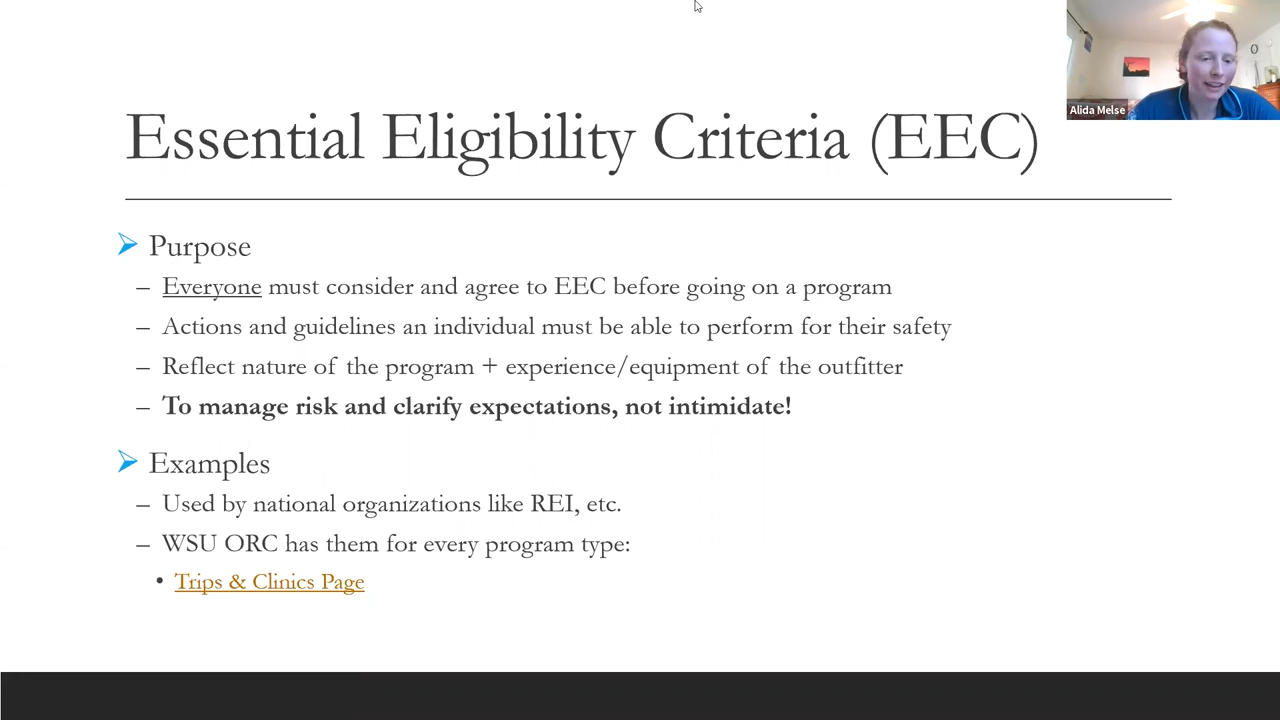 Alida Melse
Essential Eligibility Criteria (EEC)
➢ Purpose
– Everyone must consider and agree to EEC before going on a program
– Actions and guidelines an individual must be able to perform for their safety
– Reflect nature of the program + experience/equipment of the outfitter
– To manage risk and clarify expectations, not intimidate!
➢ Examples
– Used by national organizations like REI, etc.
– WSU ORC has them for every program type:
• Trips & Clinics Page